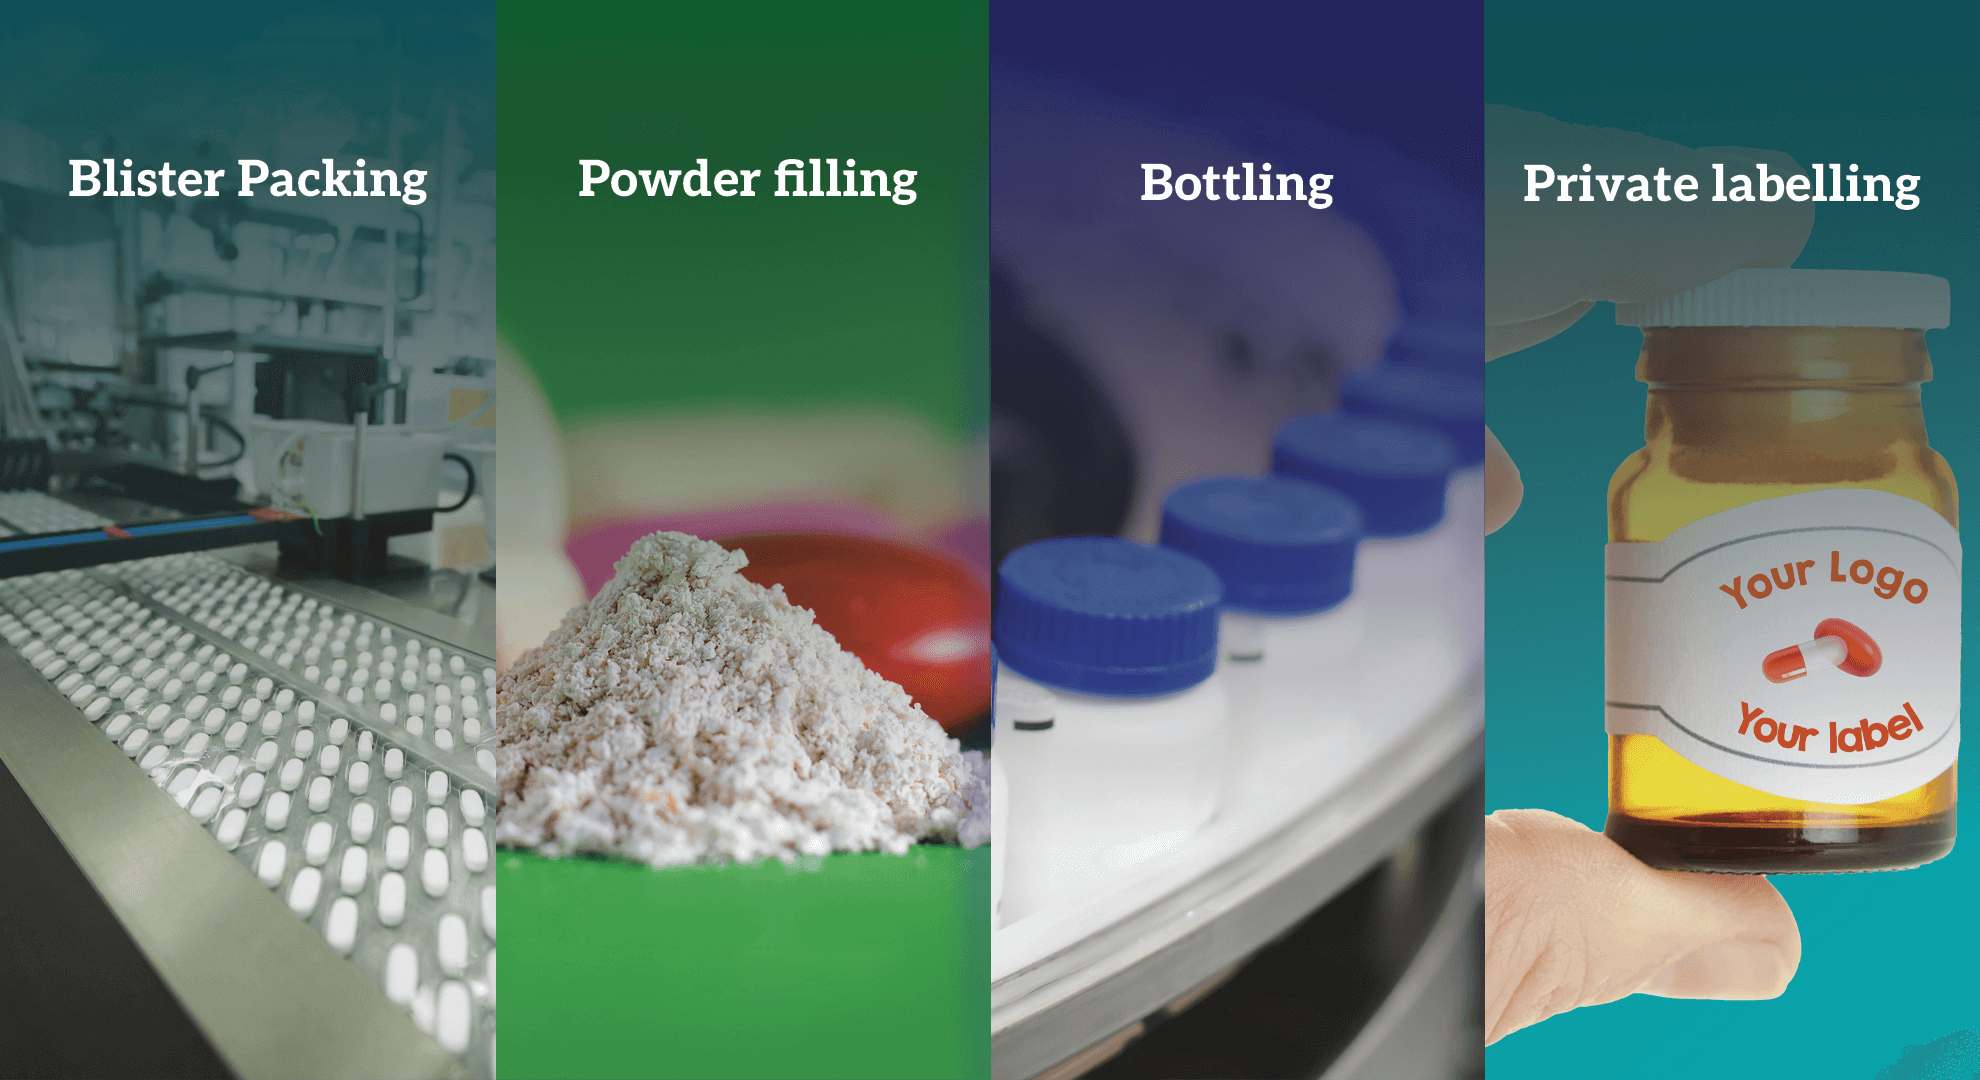 Blister Packing
Powder filling
Bottling
Private labelling
Your Logo
Your label